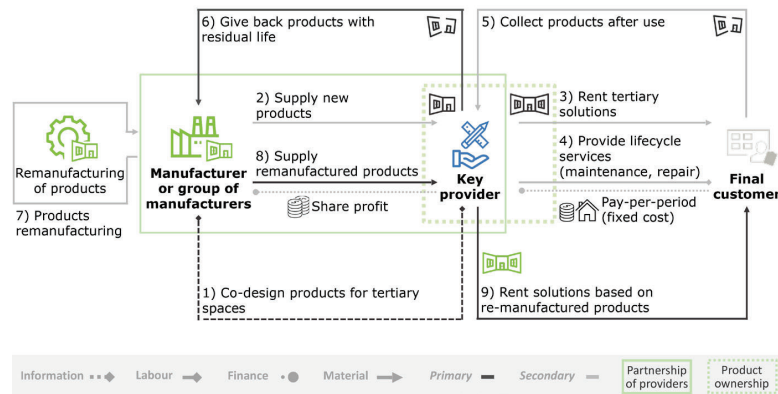 6) Give back products with
residual life
5) Collect products after use
2) Supply new
products
3) Rent tertiary
solutions
4) Provide lifecycle
services
(maintenance, repair)
8) Supply
remanufactured products
Remanufacturing
of products
Manufacturer
or group of
manufacturers
Key
provider
Final
customer
7) Products
remanufacturing
Share profit
Pay-per-period
(fixed cost)
1) Co-design products for tertiary
spaces
9) Rent solutions based on
re-manufactured products
Information
Labour
Finance
Material
Primary
Secondary
Partnership
of providers
Product
ownership